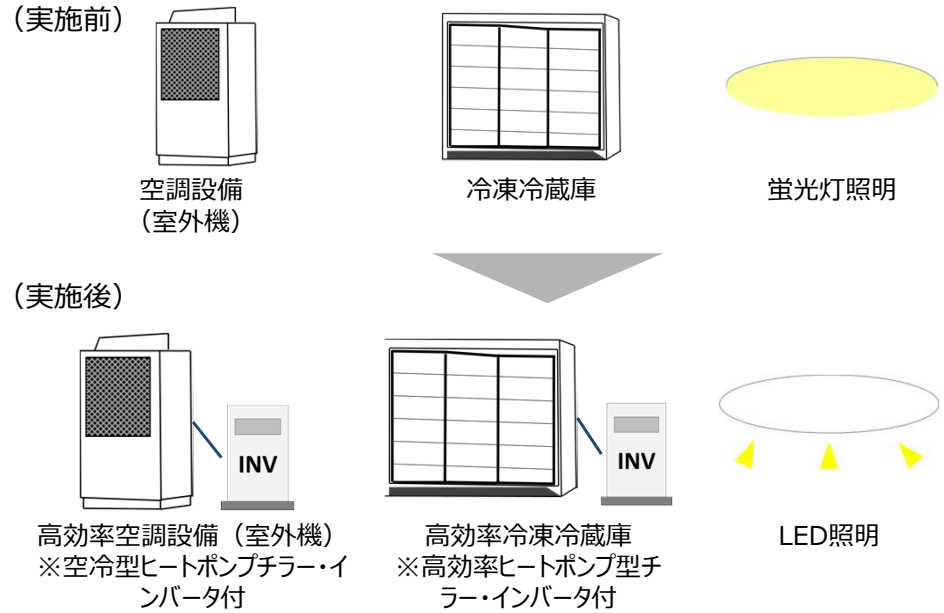 （実施前）
空調設備
（室外機）
冷凍冷蔵庫
蛍光灯照明
（実施後）
INV
INV
高効率空調設備（室外機）
※空冷型ヒートポンプチラー・イ
ンバータ付
高効率冷凍冷蔵庫
※高効率ヒートポンプ型チ
ラー・インバータ付
LED照明